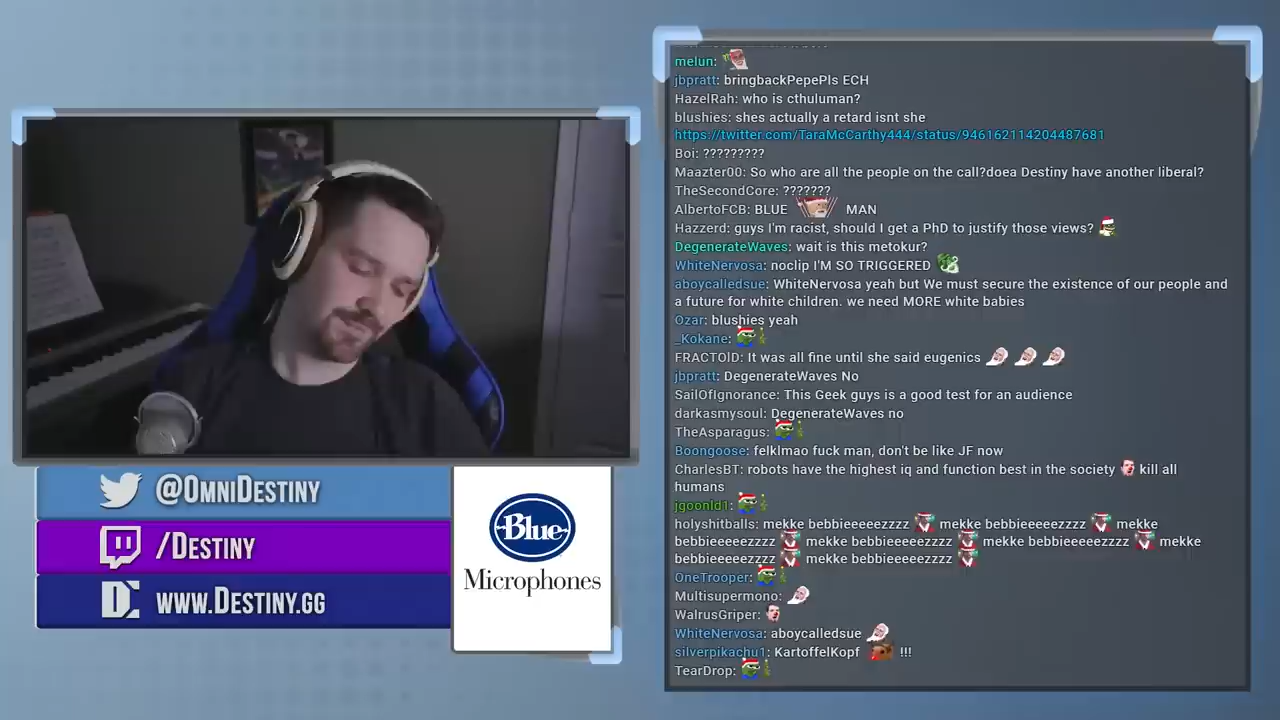 @OmniDestiny
/Destiny
www.Destiny.gg
Blue
Microphones
melun:
jbpratt: bringbackPepePls ECH
HazelRah: who is cthuluman?
blushies: shes actually a retard isnt she
https://twitter.com/TaraMcCarthy444/status/946162114204487681
Boi: ?????????
Maazter00: So who are all the people on the call?doea Destiny have another liberal?
TheSecondCore: ???????
AlbertoFCB: BLUE MAN
Hazzerd: guys I'm racist, should I get a PhD to justify those views?
DegenerateWaves: wait is this metokur?
WhiteNervosa: noclip I'M SO TRIGGERED
aboycalledsue: WhiteNervosa yeah but We must secure the existence of our people and
a future for white children. we need MORE white babies
Ozar: blushies yeah
_Kokane:
FRACTOID: It was all fine until she said eugenics
jbpratt: DegenerateWaves No
SailOfIgnorance: This Geek guys is a good test for an audience
darkasmysoul: DegenerateWaves no
TheAsparagus:
Boongoose: felklmao fuck man, don't be like JF now
CharlesBT: robots have the highest iq and function best in the society kill all
humans
jgoonld1:
holyshitballs: mekke bebbieeeeezzzz mekke bebbieeeeezzzz mekke
bebbieeeeezzzz mekke bebbieeeeezzzz mekke bebbieeeeezzzz mekke
bebbieeeeezzzz mekke bebbieeeeezzzz
OneTrooper:
Multisupermono:
WalrusGriper:
WhiteNervosa: aboycalledsue
silverpikachu1: KartoffelKopf !!!
TearDrop: